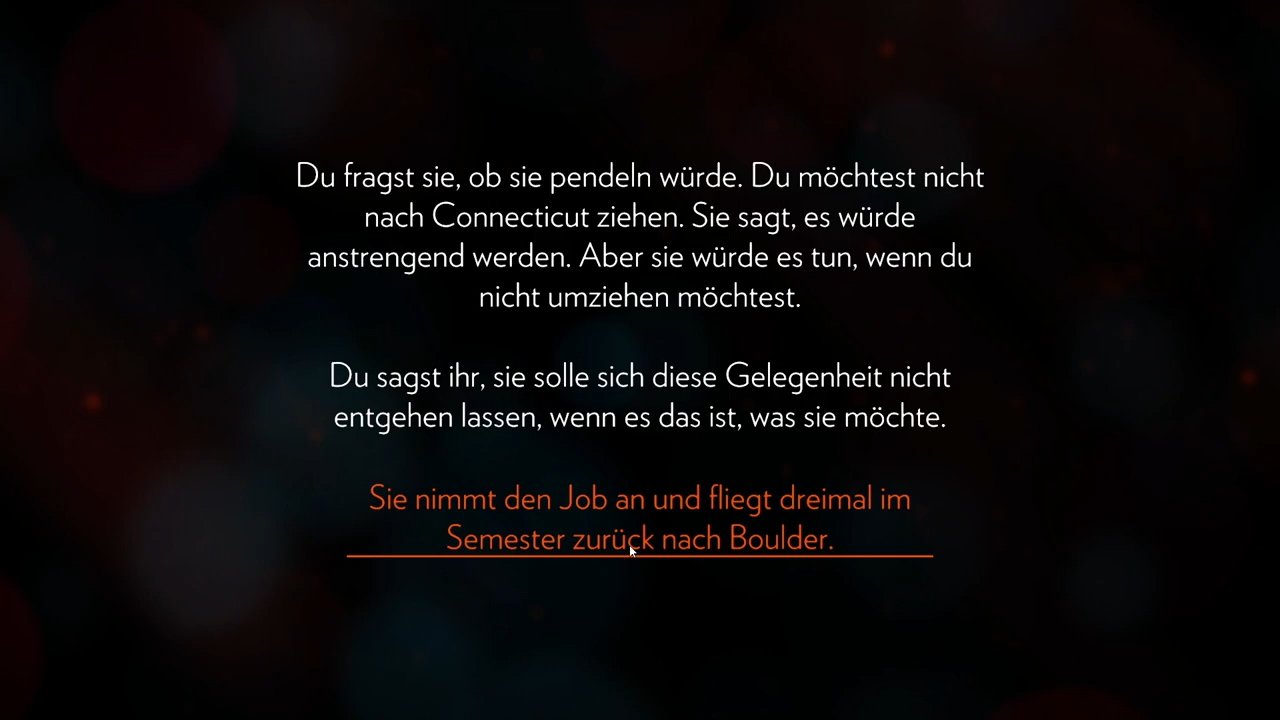 Du fragst sie, ob sie pendeln würde. Du möchtest nicht
nach Connecticut ziehen. Sie sagt, es würde
anstrengend werden. Aber sie würde es tun, wenn du
nicht umziehen möchtest.
Du sagst ihr, sie solle sich diese Gelegenheit nicht
entgehen lassen, wenn es das ist, was sie möchte.
Sie nimmt den Job an und fliegt dreimal im
Semester zurück nach Boulder.